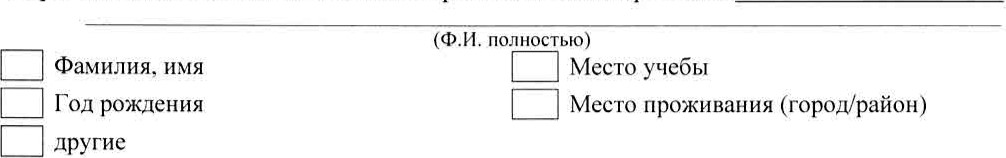 (Ф.И. полностью)
Фамилия, имя
Место учебы
Год рождения
Место проживания (город/район)
другие